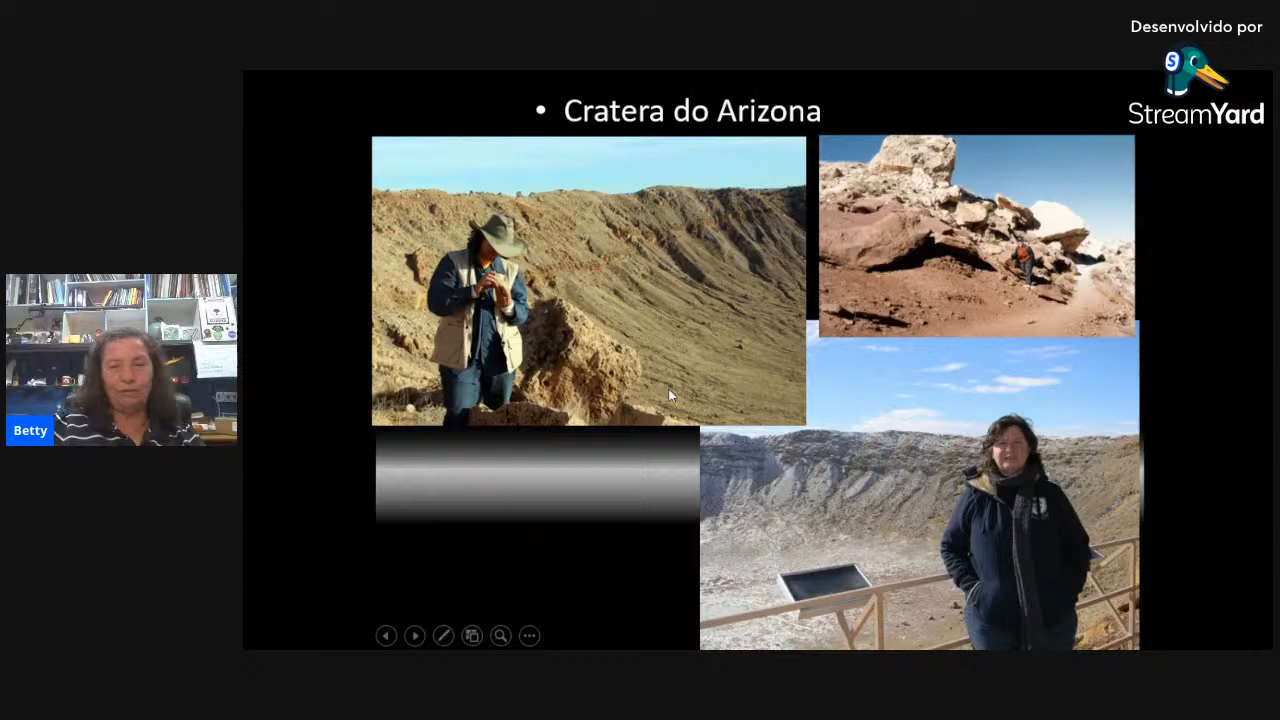 Desenvolvido por
StreamYard
• Cratera do Arizona
Betty